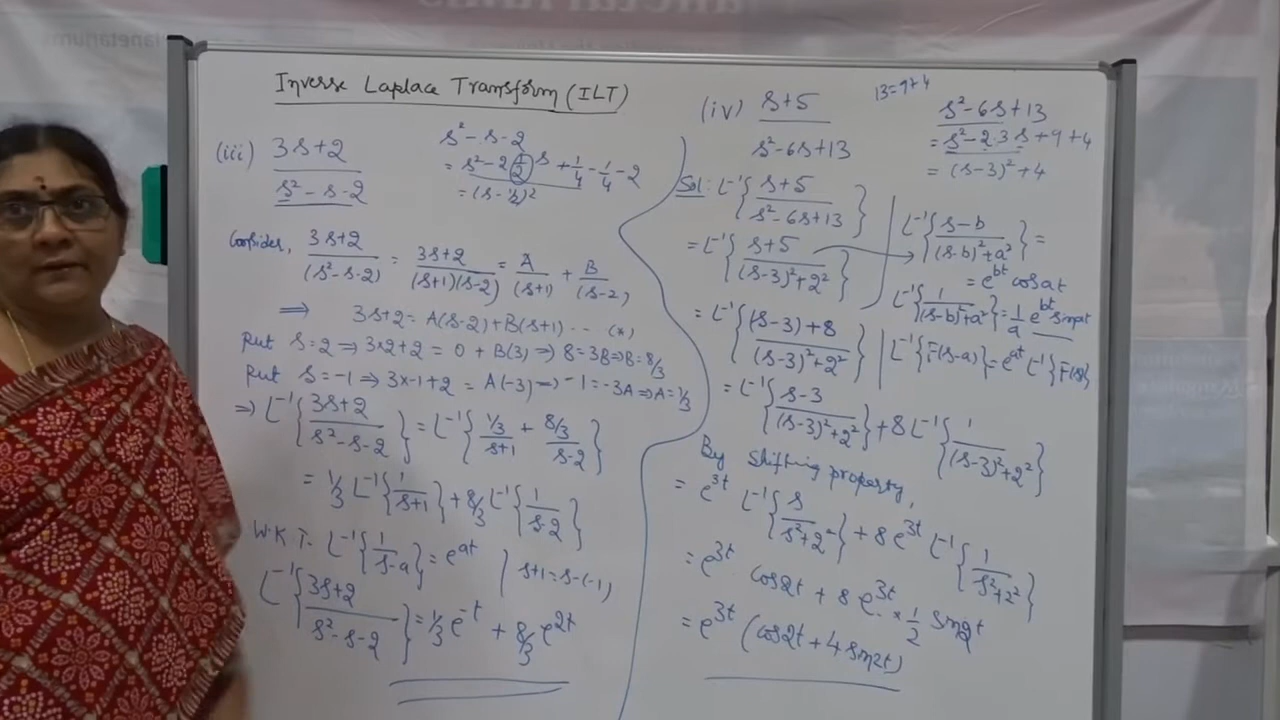 Inverse Laplace Transform (ILT)
(iii) 3s+2 / s²-s-2
s²-s-2
= s²-2(1/2)s+1/4-1/4-2
= (s-1/2)²
Consider, 3s+2/(s²-s-2) = 3s+2/(s+1)(s-2) = A/(s+1) + B/(s-2)
⟹ 3s+2 = A(s-2)+B(s+1) -- (*)
Put s=2 ⟹ 3×2+2 = 0 + B(3) ⟹ 8=3B ⟹ B=8/3
Put s=-1 ⟹ 3×-1+2 = A(-3) ⟹ -1=-3A ⟹ A=1/3
⟹ L⁻¹{3s+2/s²-s-2} = L⁻¹{1/3/s+1 + 8/3/s-2}
= 1/3 L⁻¹{1/s+1} + 8/3 L⁻¹{1/s-2}
W.K.T. L⁻¹{1/s-a} = e^at | s+1=s-(-1)
L⁻¹{3s+2/s²-s-2} = 1/3 e^-t + 8/3 e^2t
(iv) s+5 / s²-6s+13
13=9+4
s²-6s+13
= s²-2.3s+9+4
= (s-3)²+4
Sol: L⁻¹{s+5/s²-6s+13}
= L⁻¹{s+5/(s-3)²+2²}
L⁻¹{s-b/(s-b)²+a²} =
= e^bt cosat
L⁻¹{1/(s-b)²+a²} = 1/a e^bt sinat
= L⁻¹{(s-3)+8/(s-3)²+2²}
L⁻¹{F(s-a)} = e^at L⁻¹{F(s)}
= L⁻¹{s-3/(s-3)²+2²} + 8L⁻¹{1/(s-3)²+2²}
By shifting property,
= e^3t L⁻¹{s/s²+2²} + 8e^3t L⁻¹{1/s²+2²}
= e^3t cos2t + 8 e^3t × 1/2 sin2t
= e^3t (cos2t + 4 sin2t)